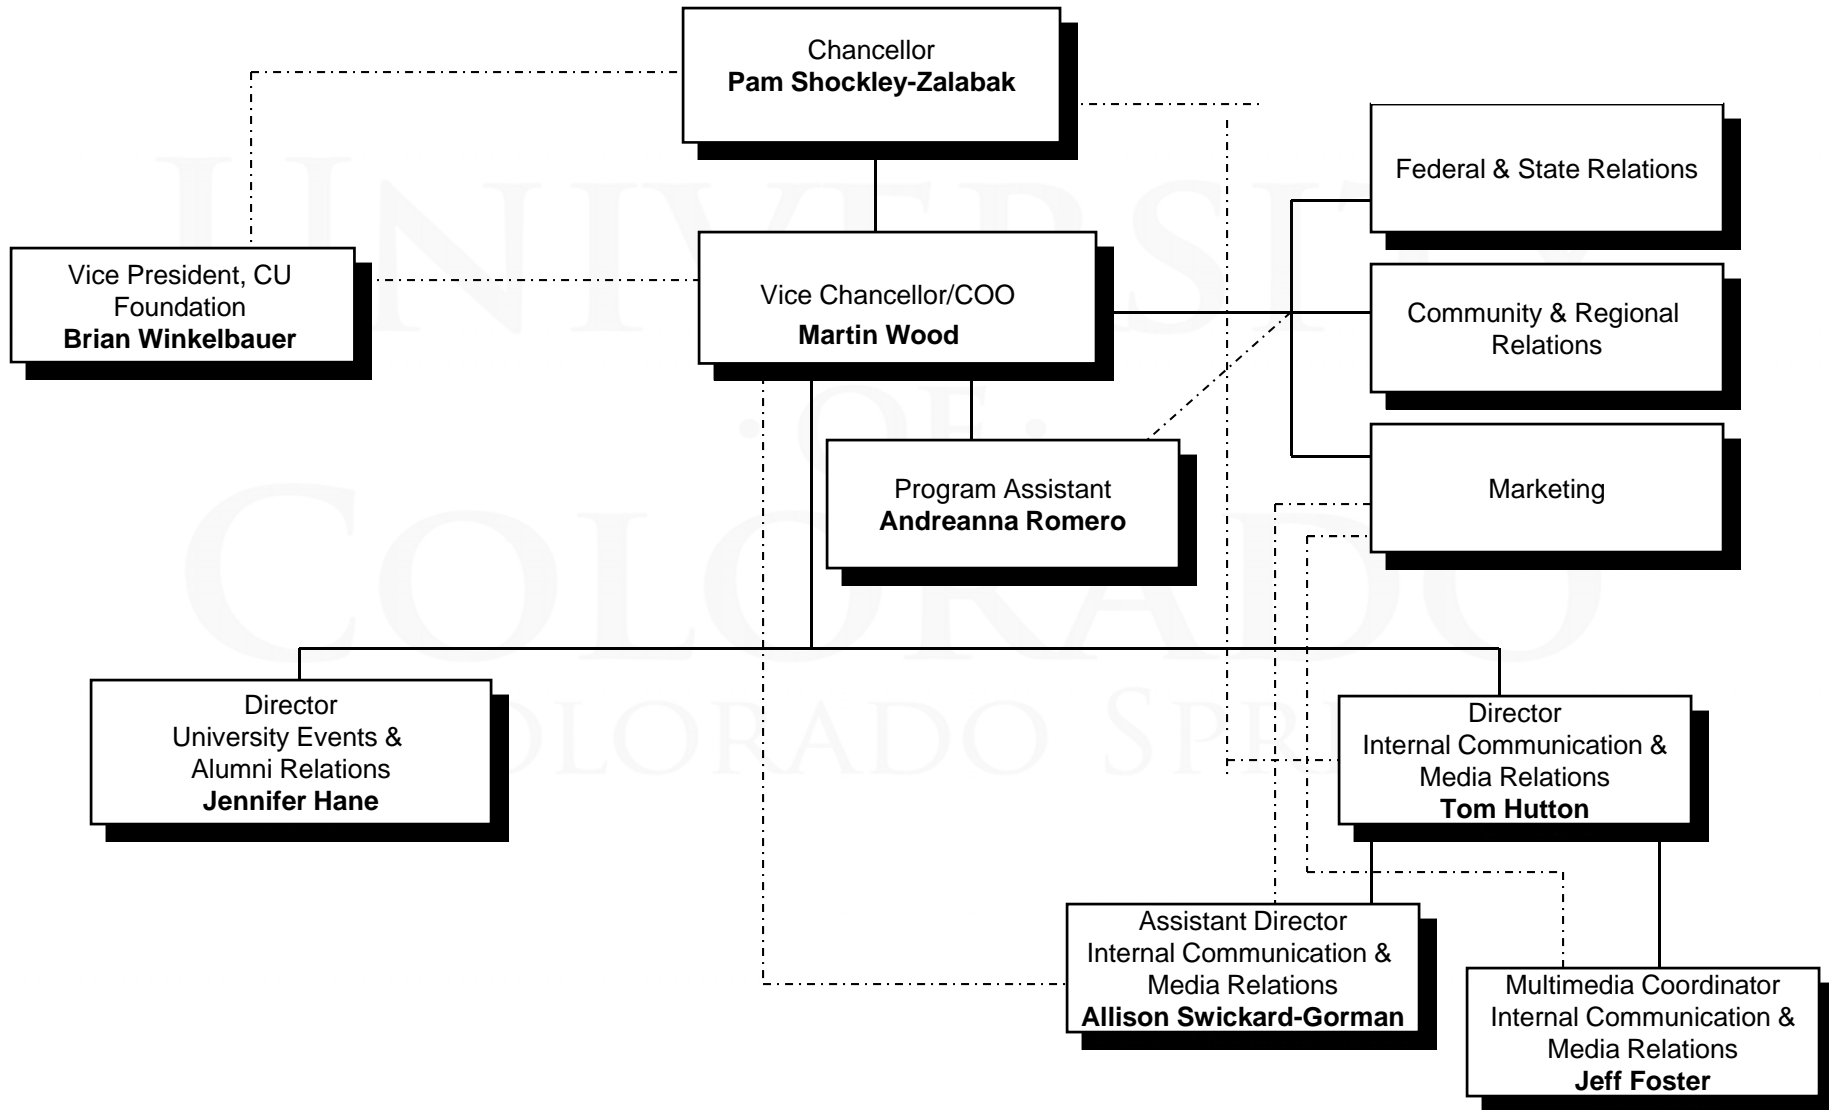 Chancellor
Pam Shockley-Zalabak
Federal & State Relations
Vice President, CU
Foundation
Brian Winkelbauer
Vice Chancellor/COO
Martin Wood
Community & Regional
Relations
Program Assistant
Andreanna Romero
Marketing
Director
University Events &
Alumni Relations
Jennifer Hane
Director
Internal Communication &
Media Relations
Tom Hutton
Assistant Director
Internal Communication &
Media Relations
Allison Swickard-Gorman
Multimedia Coordinator
Internal Communication &
Media Relations
Jeff Foster